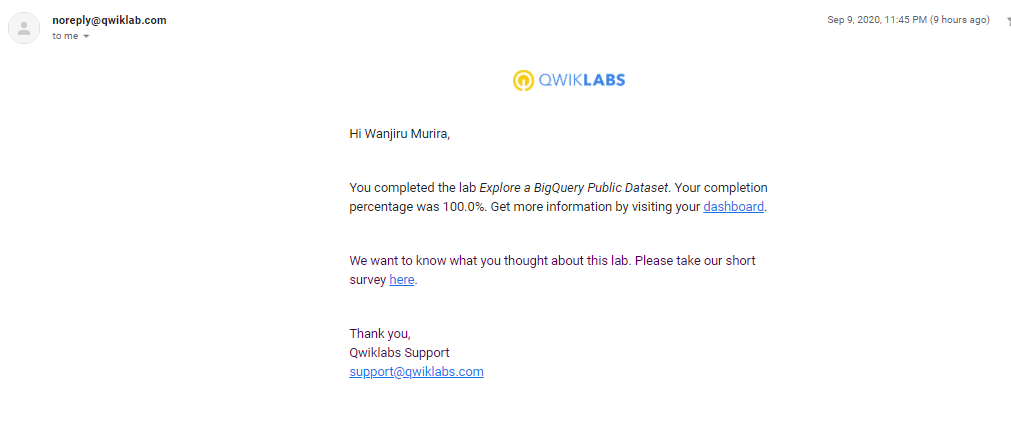 noreply@qwiklab.com
Sep 9, 2020, 11:45 PM (9 hours ago)
to me
QWIKLABS
Hi Wanjiru Murira,
You completed the lab Explore a BigQuery Public Dataset. Your completion
percentage was 100.0%. Get more information by visiting your dashboard.
We want to know what you thought about this lab. Please take our short
survey here.
Thank you,
Qwiklabs Support
support@qwiklabs.com